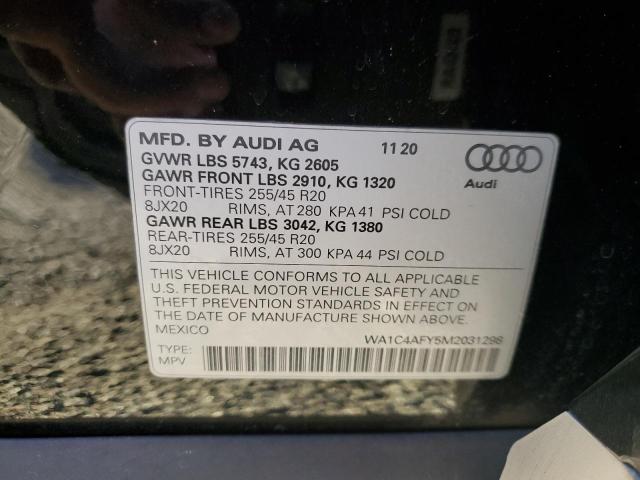 MFD. BY AUDI AG 11 20
GVWR LBS 5743, KG 2605
GAWR FRONT LBS 2910, KG 1320
FRONT-TIRES 255/45 R20
8JX20 RIMS, AT 280 KPA 41 PSI COLD
GAWR REAR LBS 3042, KG 1380
REAR-TIRES 255/45 R20
8JX20 RIMS, AT 300 KPA 44 PSI COLD
Audi
THIS VEHICLE CONFORMS TO ALL APPLICABLE
U.S. FEDERAL MOTOR VEHICLE SAFETY AND
THEFT PREVENTION STANDARDS IN EFFECT ON
THE DATE OF MANUFACTURE SHOWN ABOVE.
MEXICO WA1C4AFY5M2031298
TYPE:
MPV